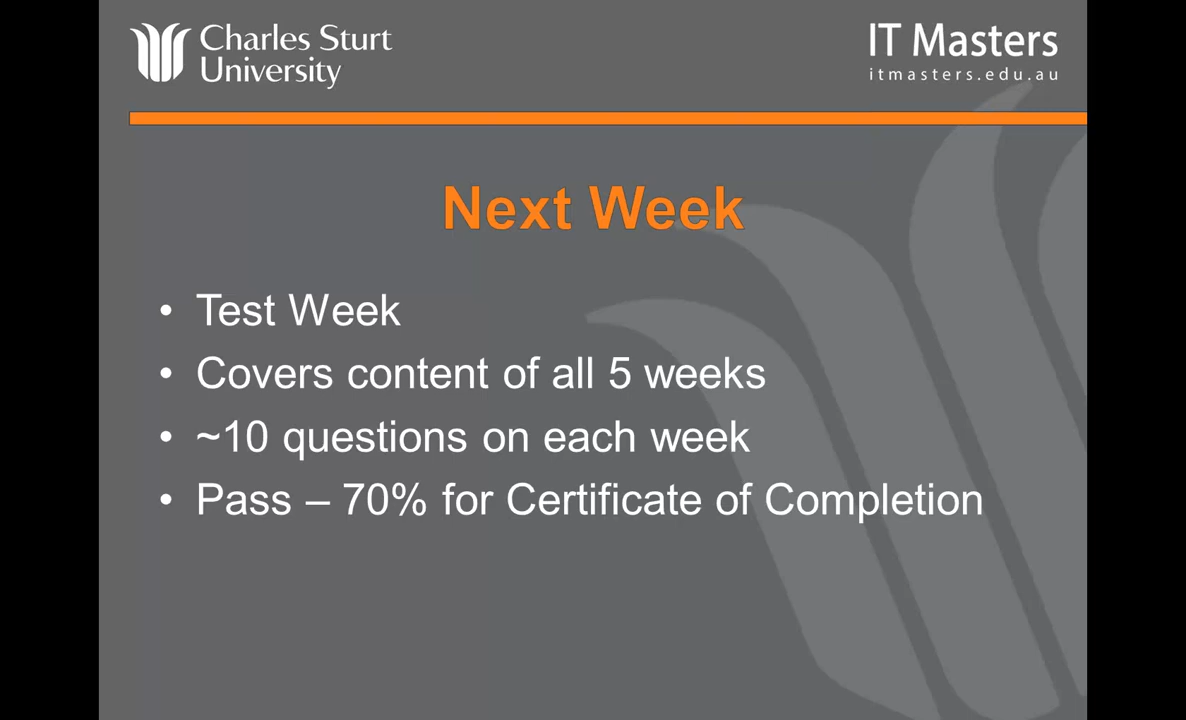 Charles Sturt
University
IT Masters
itmasters.edu.au
Next Week
• Test Week
• Covers content of all 5 weeks
• ~10 questions on each week
• Pass – 70% for Certificate of Completion